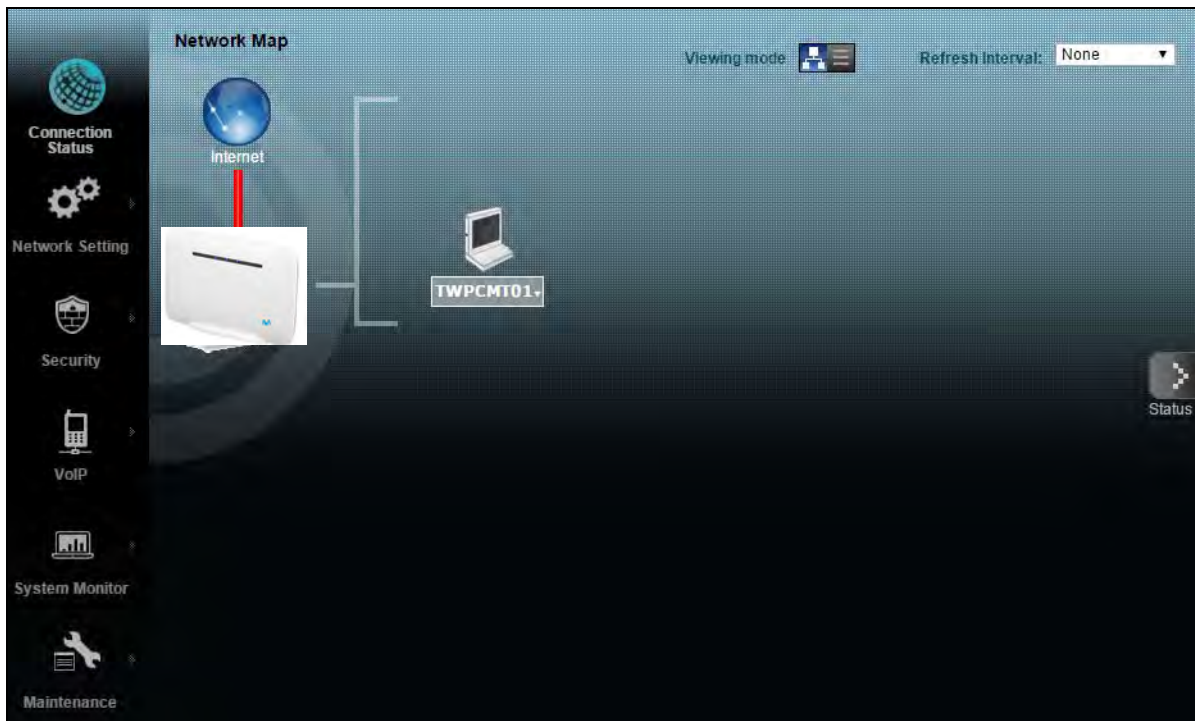 Network Map
Viewing mode
Refresh Interval:
None
Connection
Status
Internet
Network Setting
TWPCMT01
Security
Status
VoIP
System Monitor
Maintenance